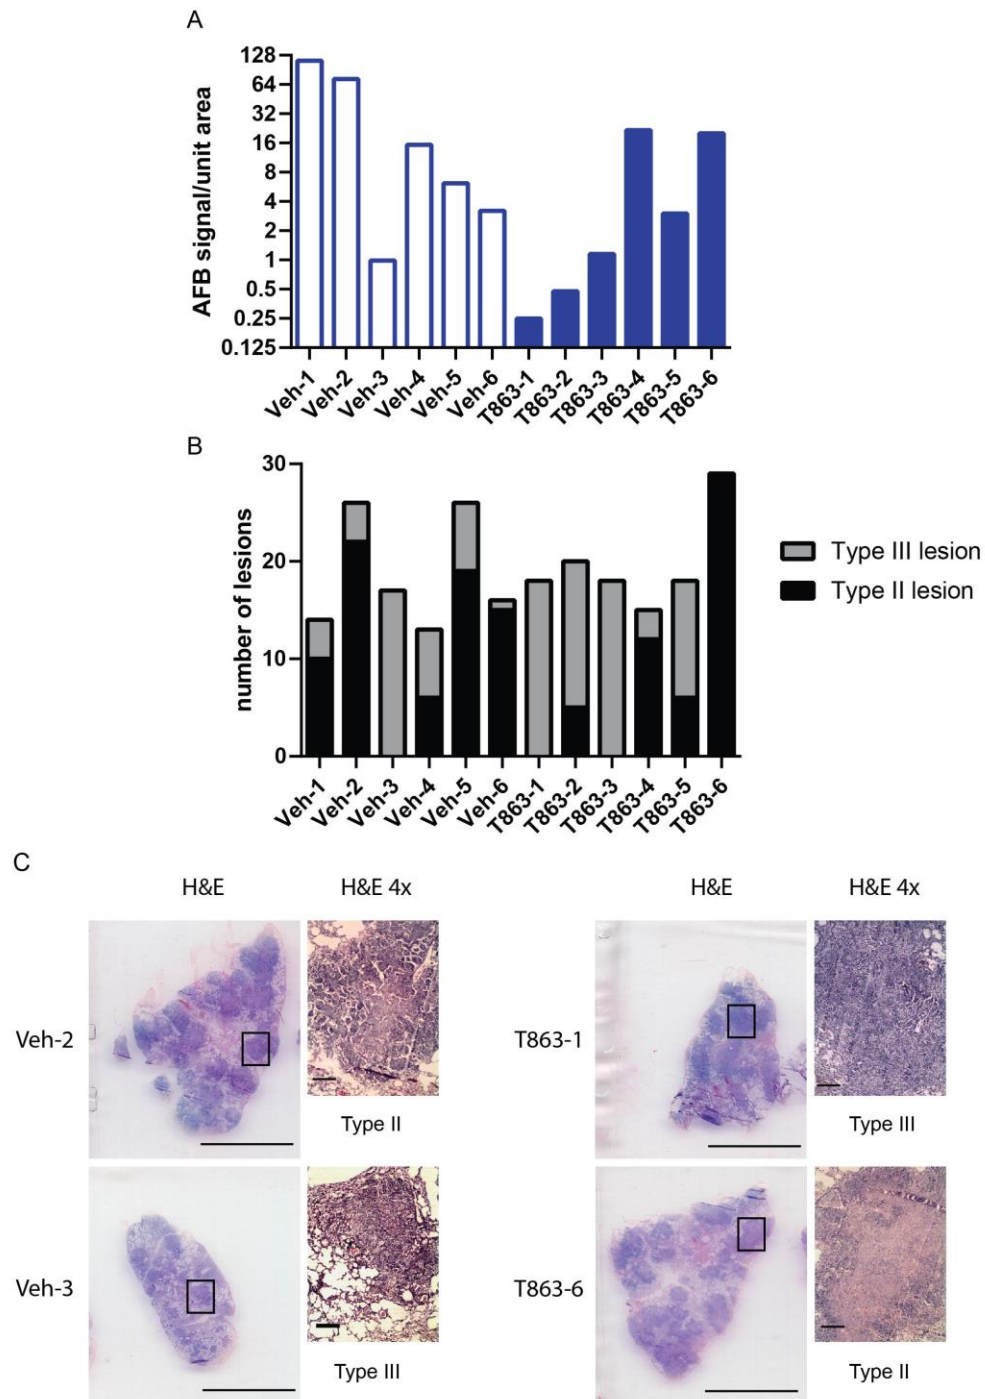 A
AFB signal/unit area
128
64
32
16
8
4
2
1
0.5
0.25
0.125
Veh-1
Veh-2
Veh-3
Veh-4
Veh-5
Veh-6
T863-1
T863-2
T863-3
T863-4
T863-5
T863-6
B
number of lesions
30
20
10
0
Type III lesion
Type II lesion
Veh-1
Veh-2
Veh-3
Veh-4
Veh-5
Veh-6
T863-1
T863-2
T863-3
T863-4
T863-5
T863-6
C
H&E
H&E 4x
H&E
H&E 4x
Veh-2
T863-1
Type II
Type III
Veh-3
T863-6
Type III
Type II